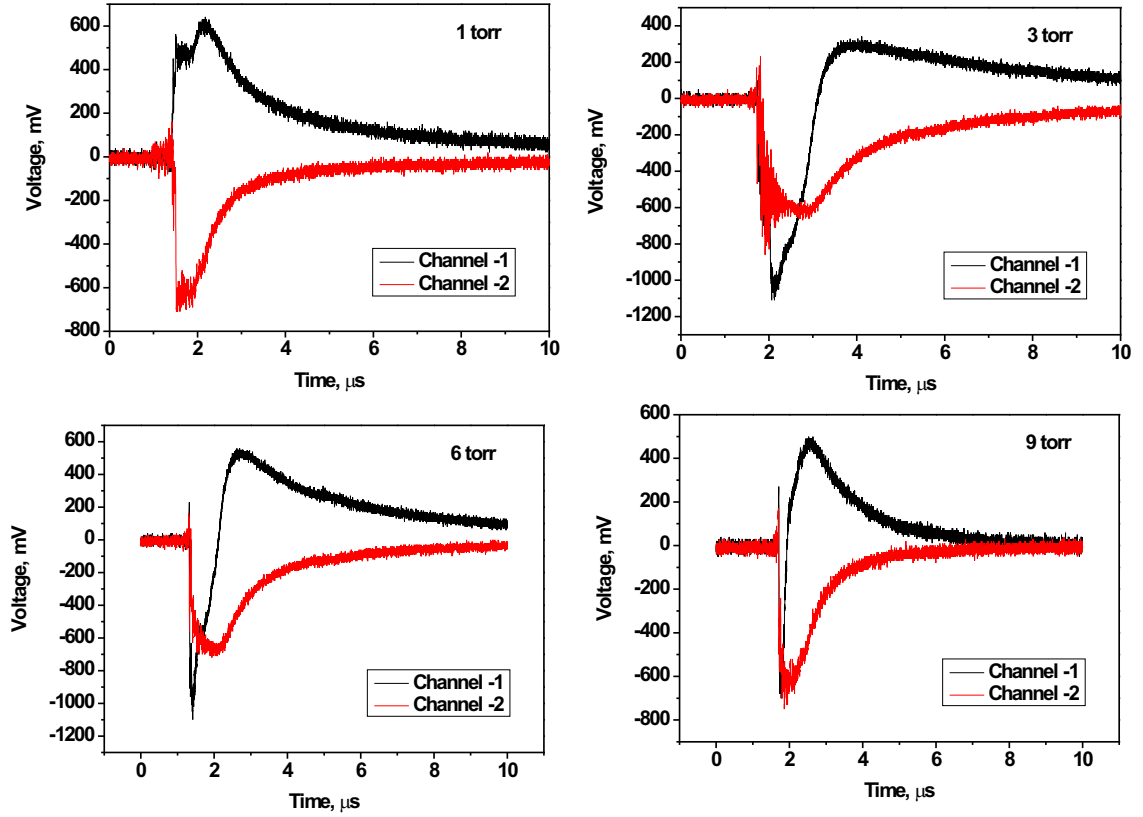 1 torr
600
400
200
0
-200
-400
-600
-800
Voltage, mV
0 2 4 6 8 10
Time, μs
Channel -1
Channel -2
3 torr
400
200
0
-200
-400
-600
-800
-1000
-1200
Voltage, mV
0 2 4 6 8 10
Time, μs
Channel -1
Channel -2
6 torr
600
400
200
0
-200
-400
-600
-800
-1000
-1200
Voltage, mV
0 2 4 6 8 10
Time, μs
Channel -1
Channel -2
9 torr
600
400
200
0
-200
-400
-600
-800
Voltage, mV
0 2 4 6 8 10
Time, μs
Channel -1
Channel -2